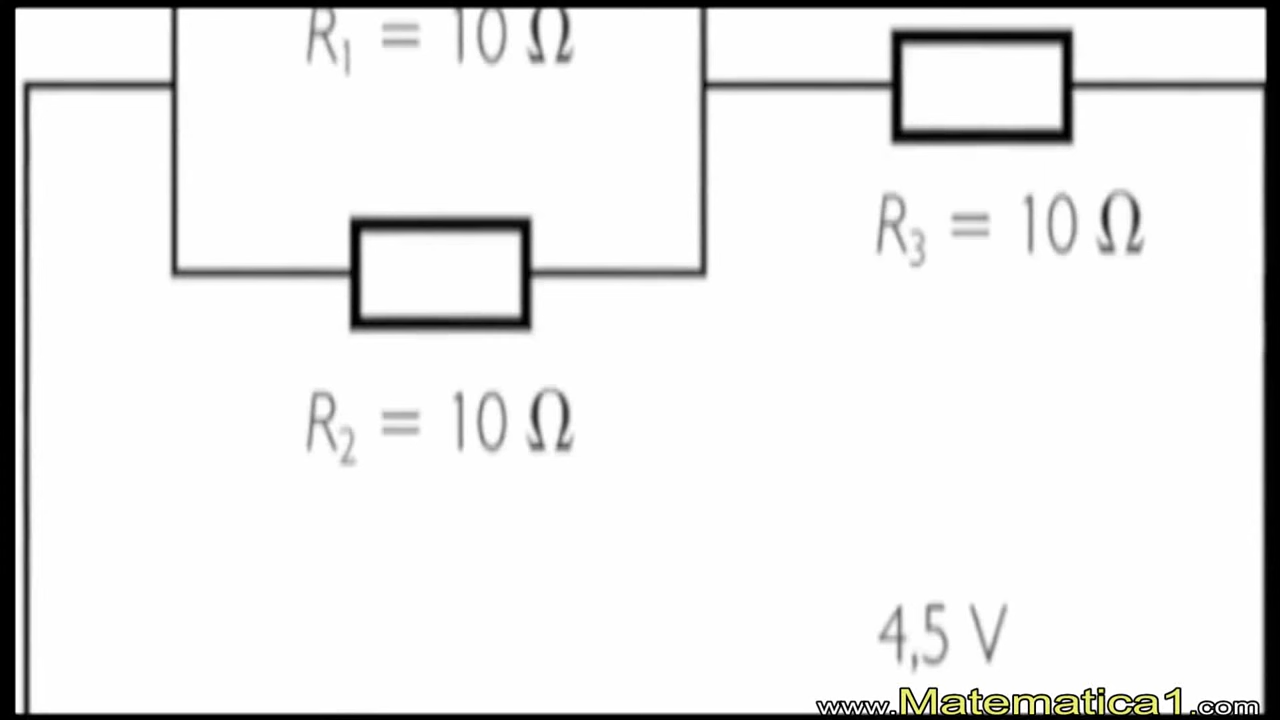 R₁ = 10 Ω
R₃ = 10 Ω
R₂ = 10 Ω
4,5 V
www.Matematica1.com